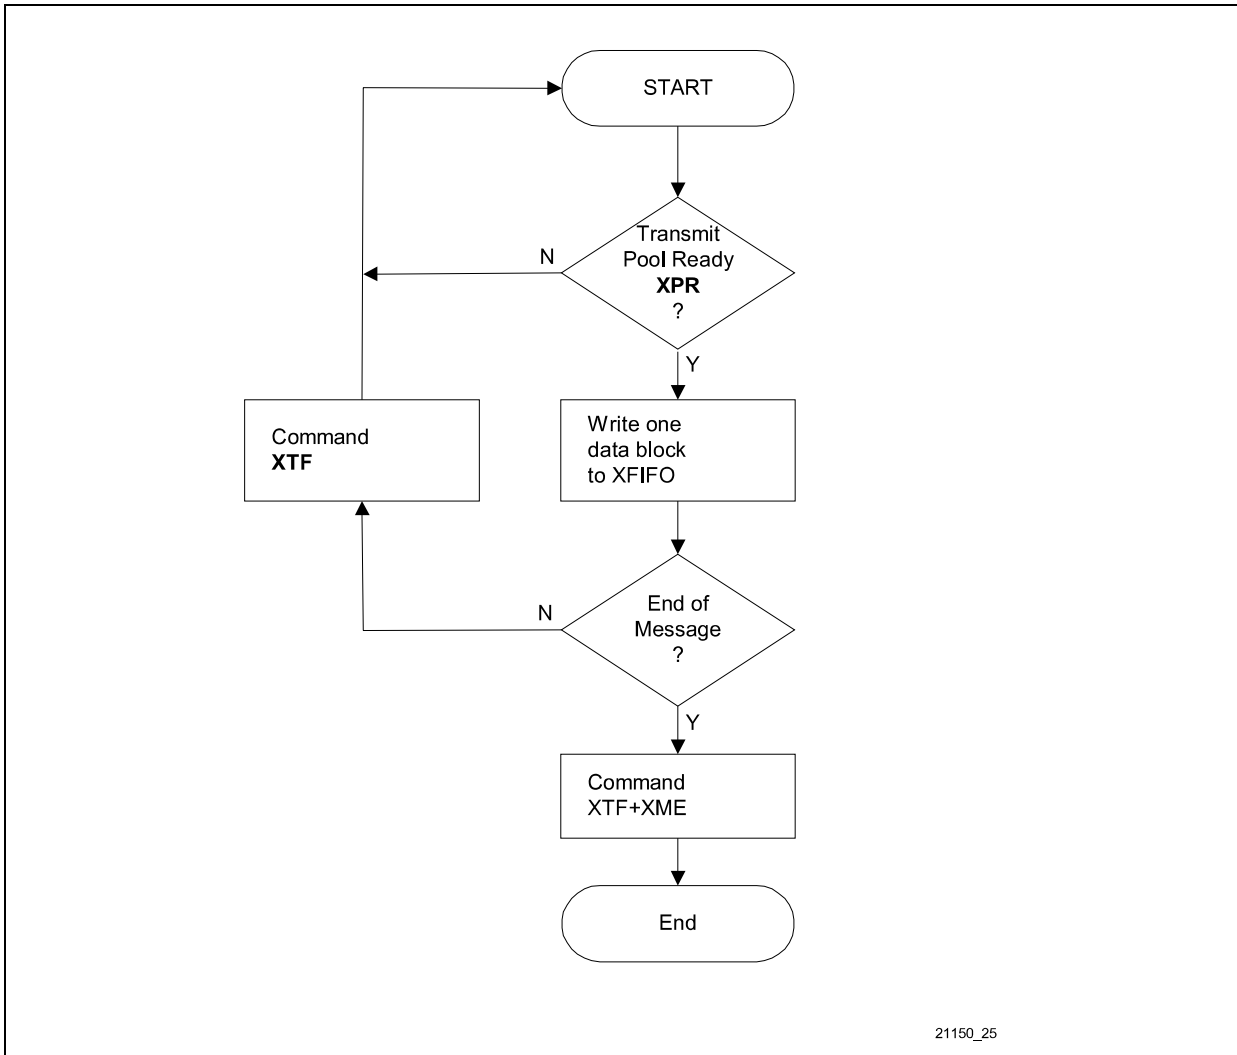 START
Transmit
Pool Ready
XPR
?
N
Y
Command
XTF
Write one
data block
to XFIFO
End of
Message
?
N
Y
Command
XTF+XME
End
21150_25